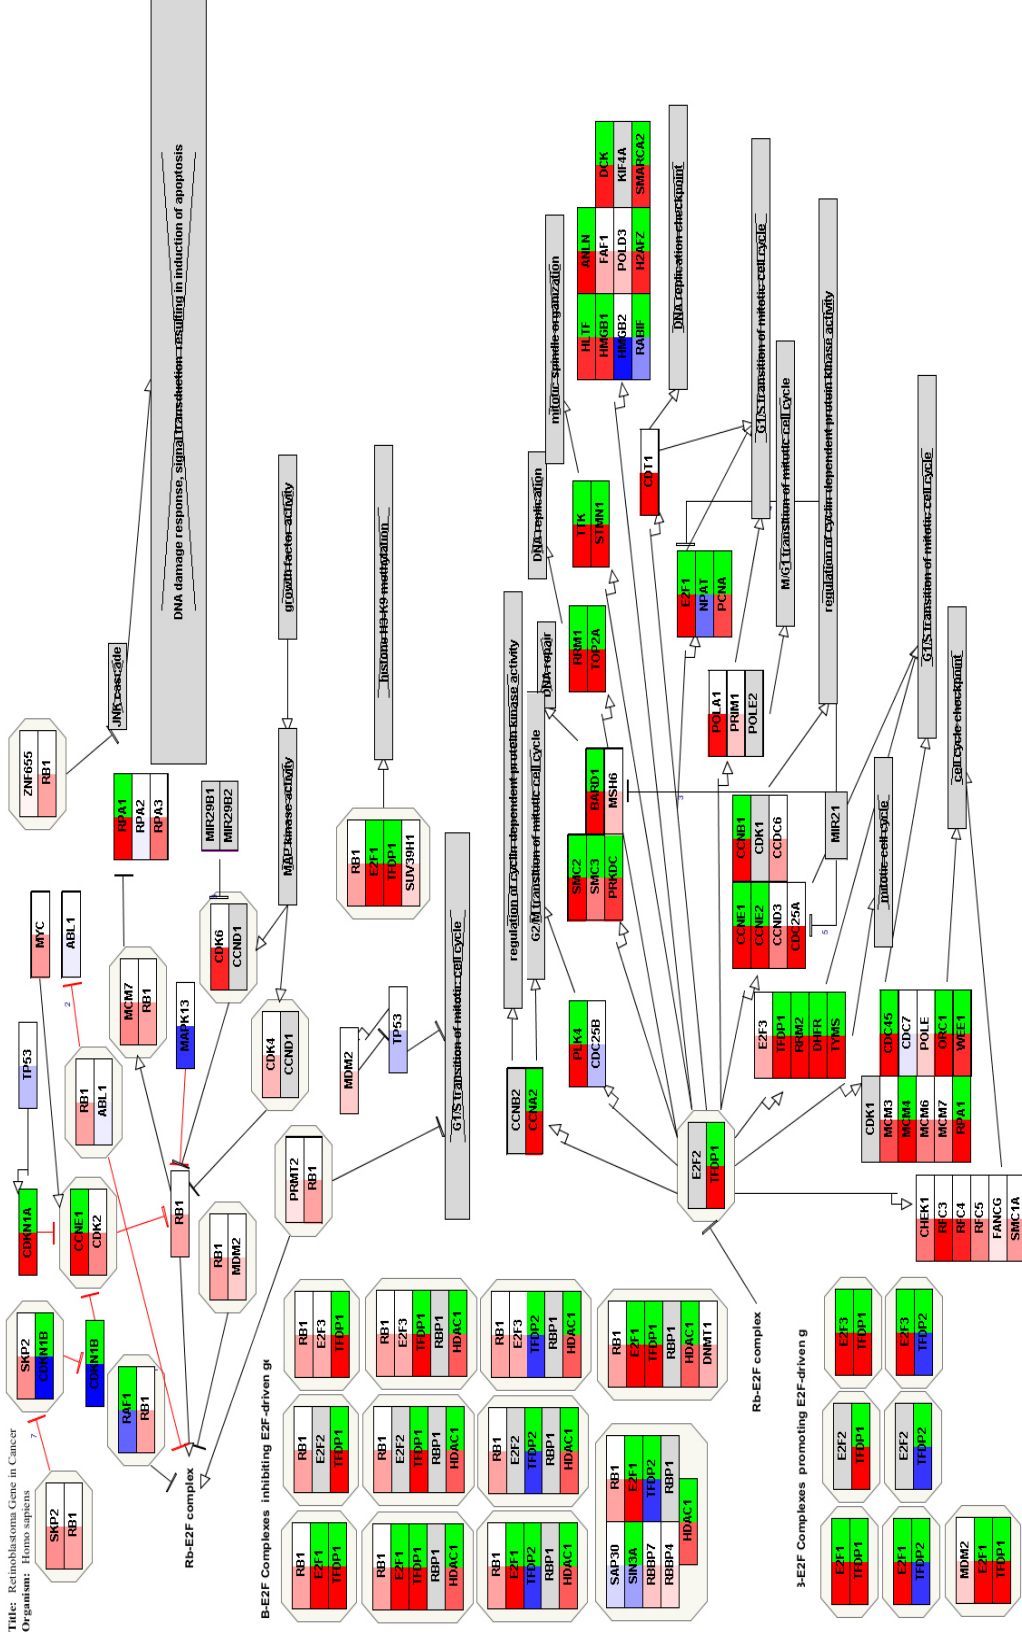 Title: Retinoblastoma Gene in Cancer
Organism: Homo sapiens
SKP2
RB1
7
SKP2
CDKN1B
CDKN1B
CDKN1A
TP53
MYC
CCNE1
CDK2
RB1
ABL1
2
ABL1
RAF1
RB1
Rb-E2F complex
RB1
MDM2
RB1
MAPK13
MCM7
RB1
RPA1
RPA2
RPA3
ZNF655
RB1
JNK cascade
DNA damage response, signal transduction resulting in induction of apoptosis
MIR29B1
MIR29B2
CDK6
CCND1
CDK4
CCND1
MAP kinase activity
growth factor activity
PRMT2
RB1
MDM2
TP53
G1/S transition of mitotic cell cycle
RB1
E2F1
TFDP1
SUV39H1
histone H3-K9 methylation
B-E2F Complexes inhibiting E2F-driven ge
RB1
E2F1
TFDP1
RB1
E2F2
TFDP1
RB1
E2F3
TFDP1
RB1
E2F1
TFDP1
RBP1
HDAC1
RB1
E2F2
TFDP1
RBP1
HDAC1
RB1
E2F3
TFDP1
RBP1
HDAC1
RB1
E2F1
TFDP2
RBP1
HDAC1
RB1
E2F2
TFDP2
RBP1
HDAC1
RB1
E2F3
TFDP2
RBP1
HDAC1
SAP30
SIN3A
RBBP7
RBBP4
RB1
E2F1
TFDP2
RBP1
HDAC1
RB1
E2F1
TFDP1
RBP1
HDAC1
DNMT1
Rb-E2F complex
E2F2
TFDP1
CCNB2
CCNA2
regulation of cyclin dependent protein kinase activity
G2/M transition of mitotic cell cycle
PLK4
CDC25B
DNA repair
SMC2
SMC3
PRKDC
BARD1
MSH6
RRM1
TOP2A
DNA replication
TTK
STMN1
mitotic spindle organization
HLTF
HMGB1
HMGB2
RABIF
ANLN
FAF1
POLD3
H2AFZ
DCK
KIF4A
SMARCA2
CDT1
DNA replication checkpoint
E2F1
NPAT
PCNA
G1/S transition of mitotic cell cycle
3
POLA1
PRIM1
POLE2
M/G1 transition of mitotic cell cycle
CCNE1
CCNE2
CCND3
CDC25A
CCNB1
CDK1
CCDC6
5
MIR21
regulation of cyclin dependent protein kinase activity
E2F3
TFDP1
RRM2
DHFR
TYMS
mitotic cell cycle
G1/S transition of mitotic cell cycle
CDK1
MCM3
MCM4
MCM6
MCM7
RPA1
CDC45
CDC7
POLE
ORC1
WEE1
cell cycle checkpoint
CHEK1
RFC3
RFC4
RFC5
FANCG
SMC1A
3-E2F Complexes promoting E2F-driven g
E2F1
TFDP1
E2F2
TFDP1
E2F3
TFDP1
E2F1
TFDP2
E2F2
TFDP2
E2F3
TFDP2
MDM2
E2F1
TFDP1